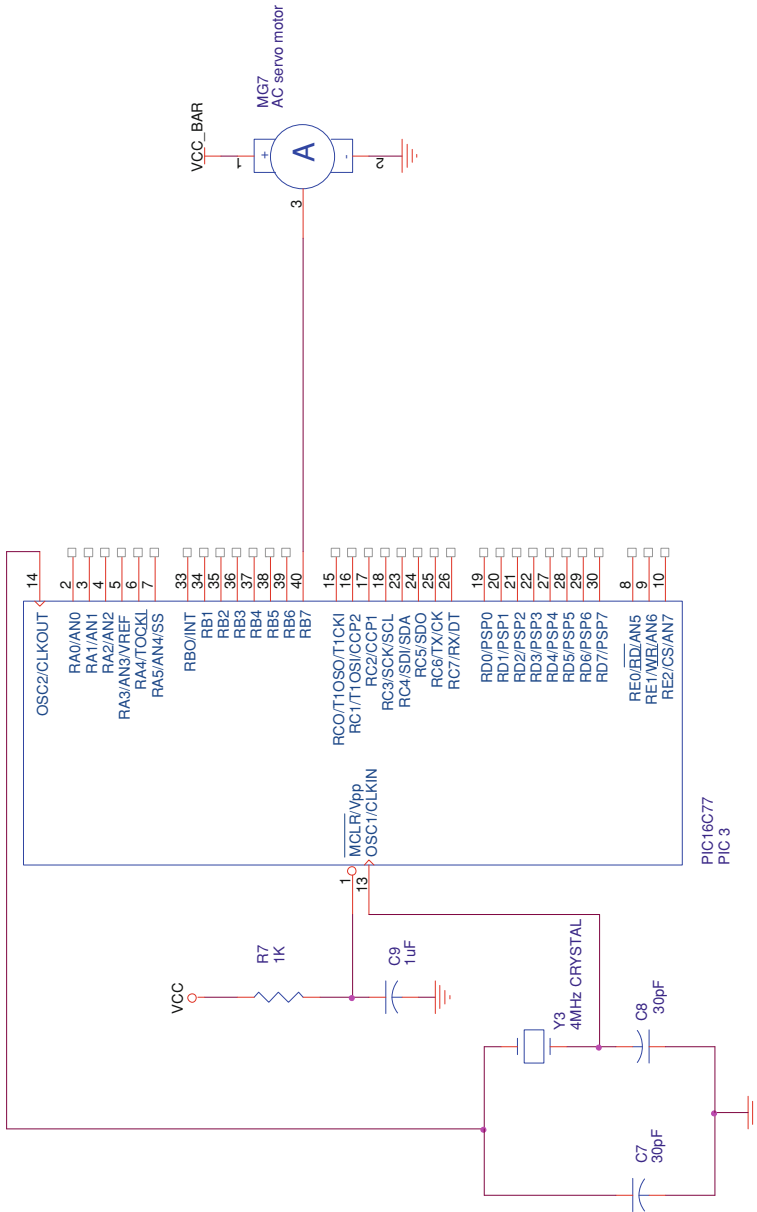 VCC_BAR
MG7
AC servo motor
1
+
A
-
2
3
14
OSC2/CLKOUT
2
RA0/AN0
3
RA1/AN1
4
RA2/AN2
5
RA3/AN3/VREF
6
RA4/TOCKL
7
RA5/AN4/SS
33
RBO/INT
34
RB1
35
RB2
36
RB3
37
RB4
38
RB5
39
RB6
40
RB7
15
RCO/T1OSO/T1CKI
16
RC1/T1OSI/CCP2
17
RC2/CCP1
18
RC3/SCK/SCL
23
RC4/SDI/SDA
24
RC5/SDO
25
RC6/TX/CK
26
RC7/RX/DT
19
RD0/PSP0
20
RD1/PSP1
21
RD2/PSP2
22
RD3/PSP3
27
RD4/PSP4
28
RD5/PSP5
29
RD6/PSP6
30
RD7/PSP7
8
RE0/RD/AN5
9
RE1/WR/AN6
10
RE2/CS/AN7
MCLR/Vpp
OSC1/CLKIN
1
13
PIC16C77
PIC 3
VCC
R7
1K
C9
1uF
Y3
4MHz CRYSTAL
C8
30pF
C7
30pF